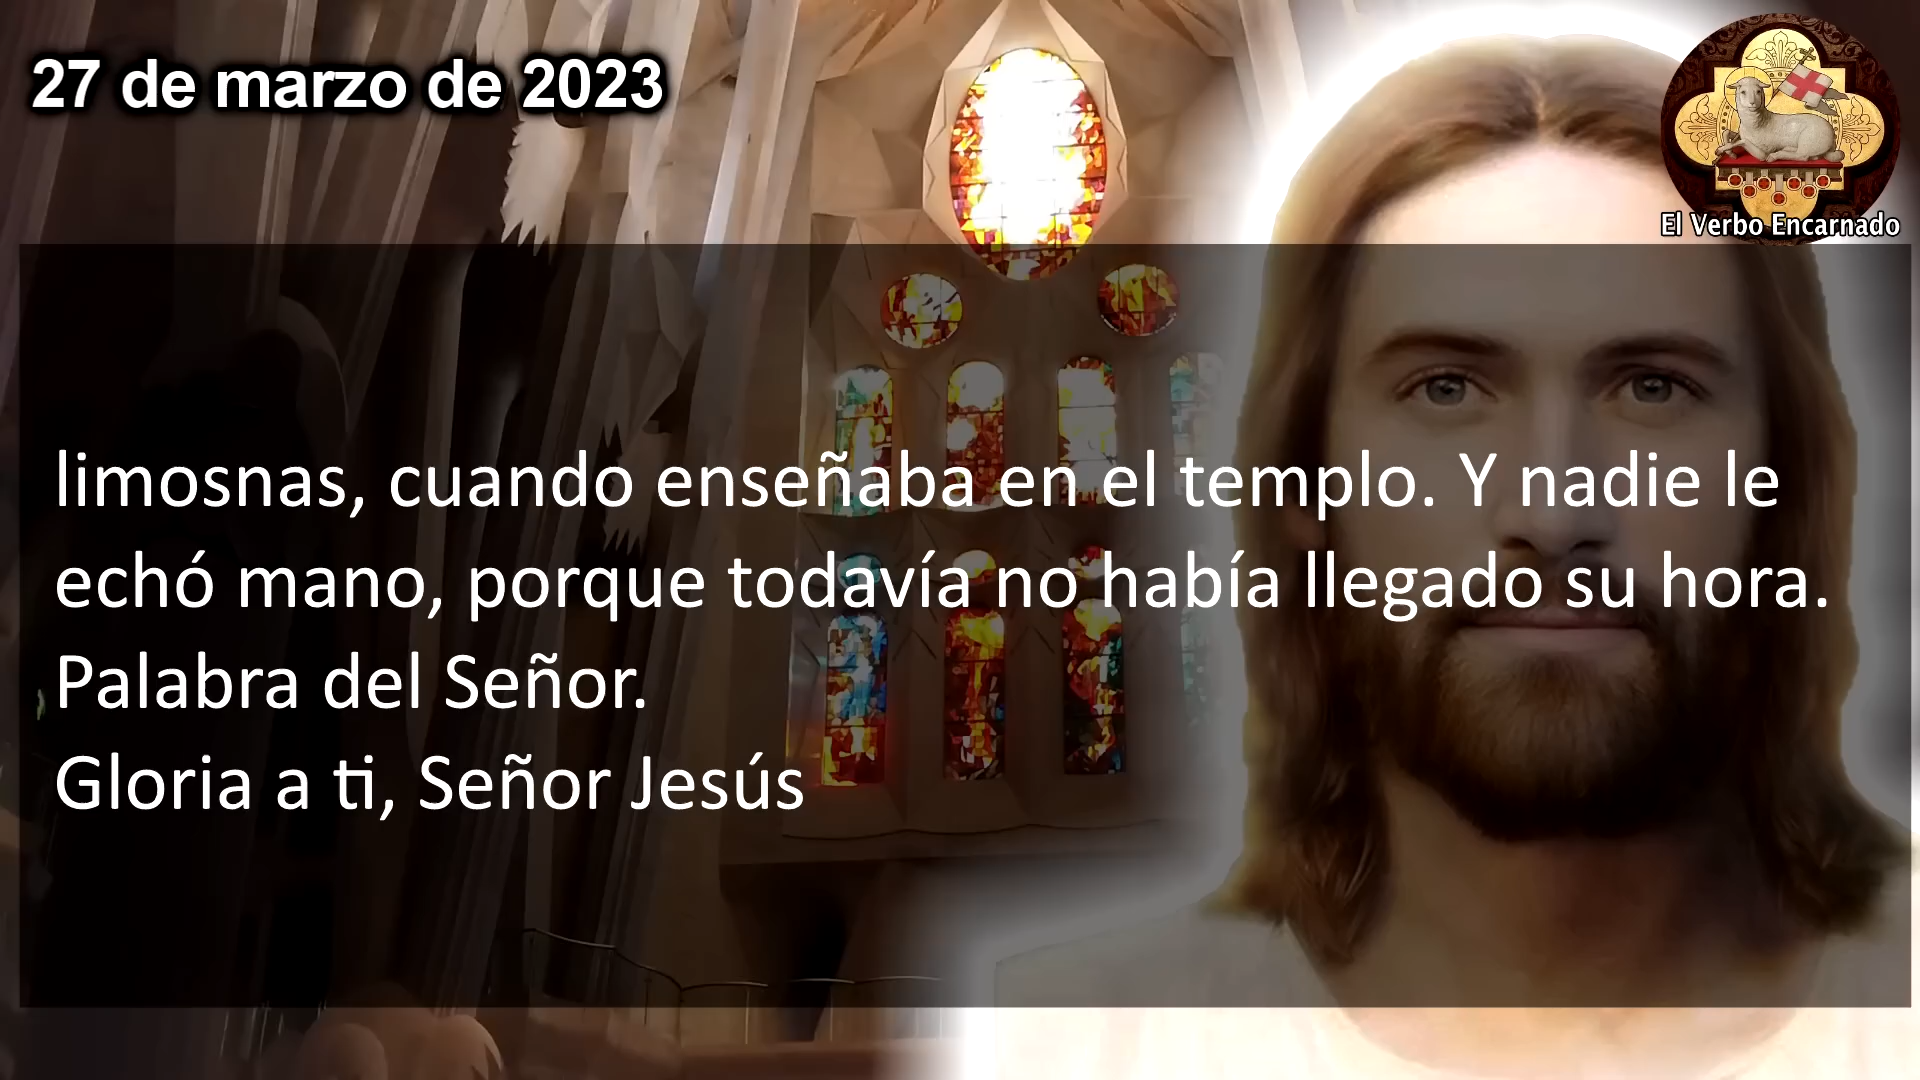 27 de marzo de 2023
El Verbo Encarnado
limosnas, cuando enseñaba en el templo. Y nadie le
echó mano, porque todavía no había llegado su hora.
Palabra del Señor.
Gloria a ti, Señor Jesús